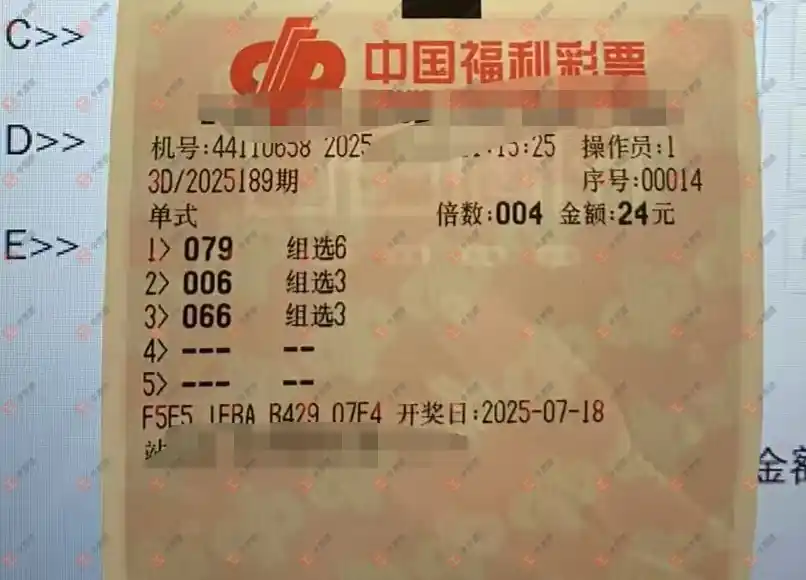 C>>
中国福利彩票
机号:44110658 2025 :15:25 操作员:1
D>>
3D/2025189期 序号:00014
单式 倍数:004 金额:24元
E>>
1> 079 组选6
2> 006 组选3
3> 066 组选3
4> --- --
5> --- --
F5E5 1EBA B429 07F4 开奖日:2025-07-18
站
金额